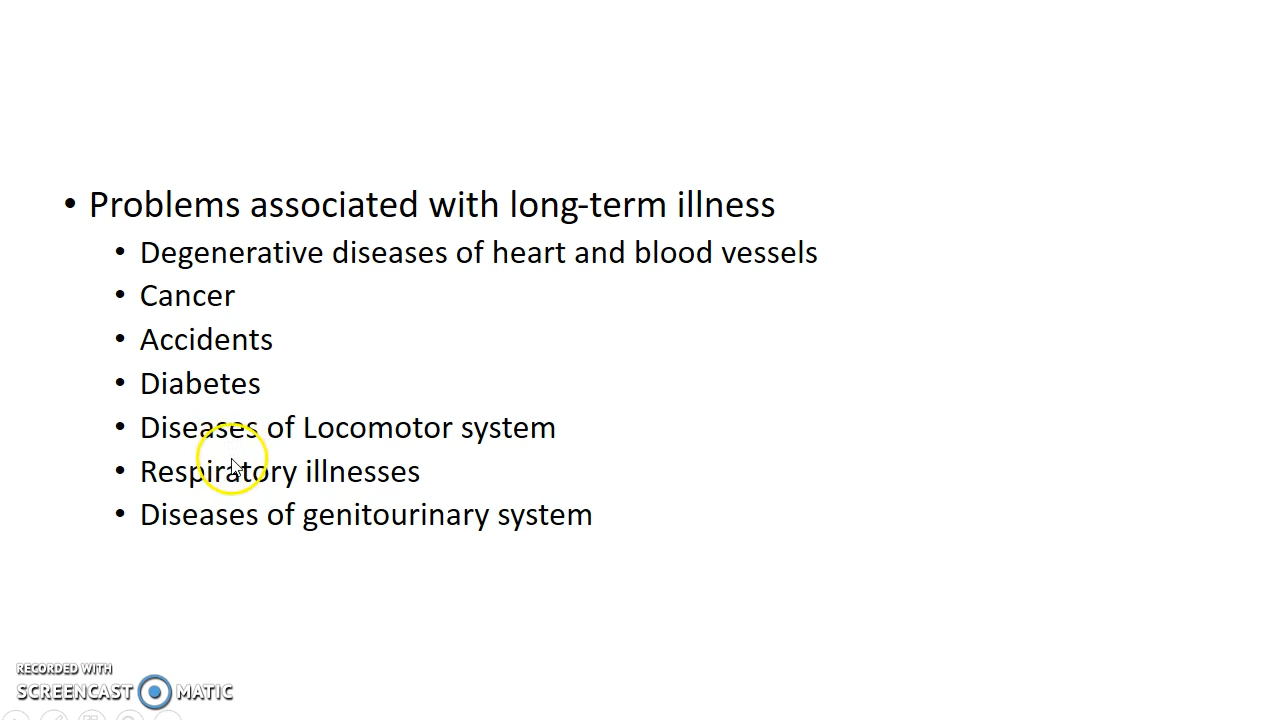 • Problems associated with long-term illness
• Degenerative diseases of heart and blood vessels
• Cancer
• Accidents
• Diabetes
• Diseases of Locomotor system
• Respiratory illnesses
• Diseases of genitourinary system
RECORDED WITH
SCREENCAST MATIC